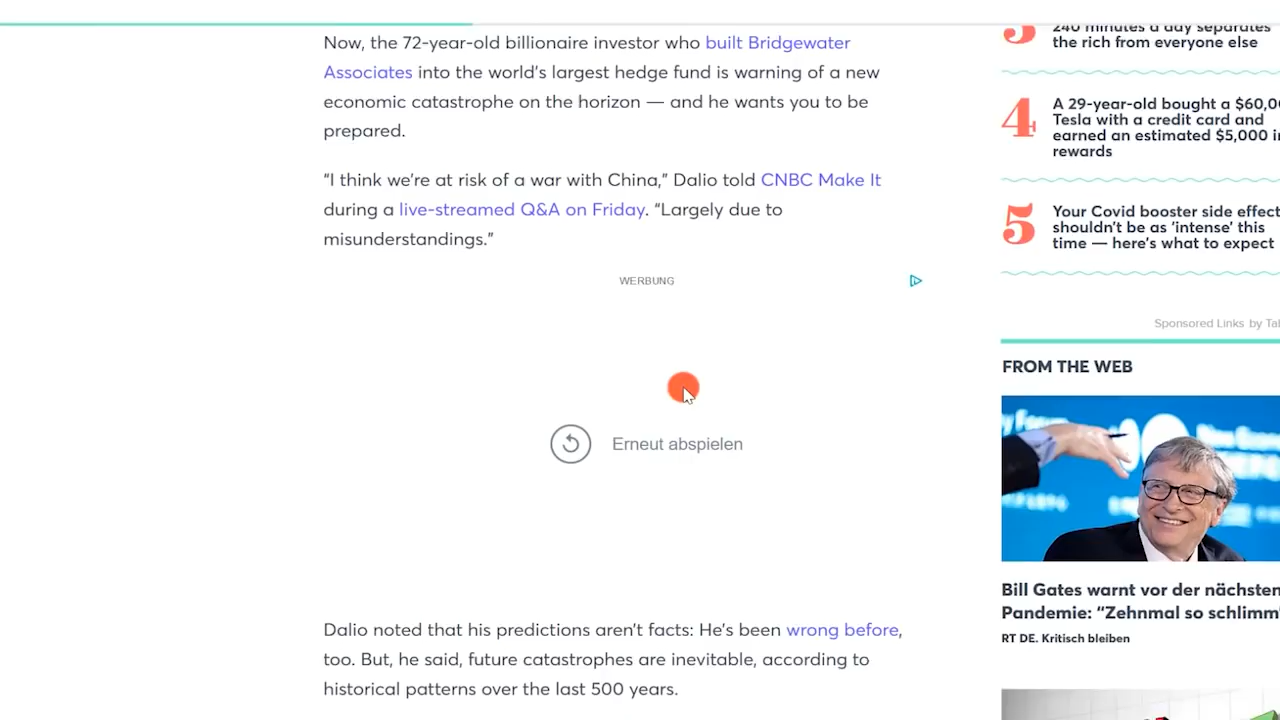 Now, the 72-year-old billionaire investor who built Bridgewater
Associates into the world's largest hedge fund is warning of a new
economic catastrophe on the horizon — and he wants you to be
prepared.
“I think we're at risk of a war with China,” Dalio told CNBC Make It
during a live-streamed Q&A on Friday. “Largely due to
misunderstandings.”
WERBUNG
Erneut abspielen
Dalio noted that his predictions aren't facts: He's been wrong before,
too. But, he said, future catastrophes are inevitable, according to
historical patterns over the last 500 years.
3
240 minutes a day separates
the rich from everyone else
4
A 29-year-old bought a $60,00
Tesla with a credit card and
earned an estimated $5,000 in
rewards
5
Your Covid booster side effect
shouldn't be as ‘intense’ this
time — here's what to expect
Sponsored Links by
FROM THE WEB
Bill Gates warnt vor der nächsten
Pandemie: “Zehnmal so schlimm”
RT DE. Kritisch bleiben